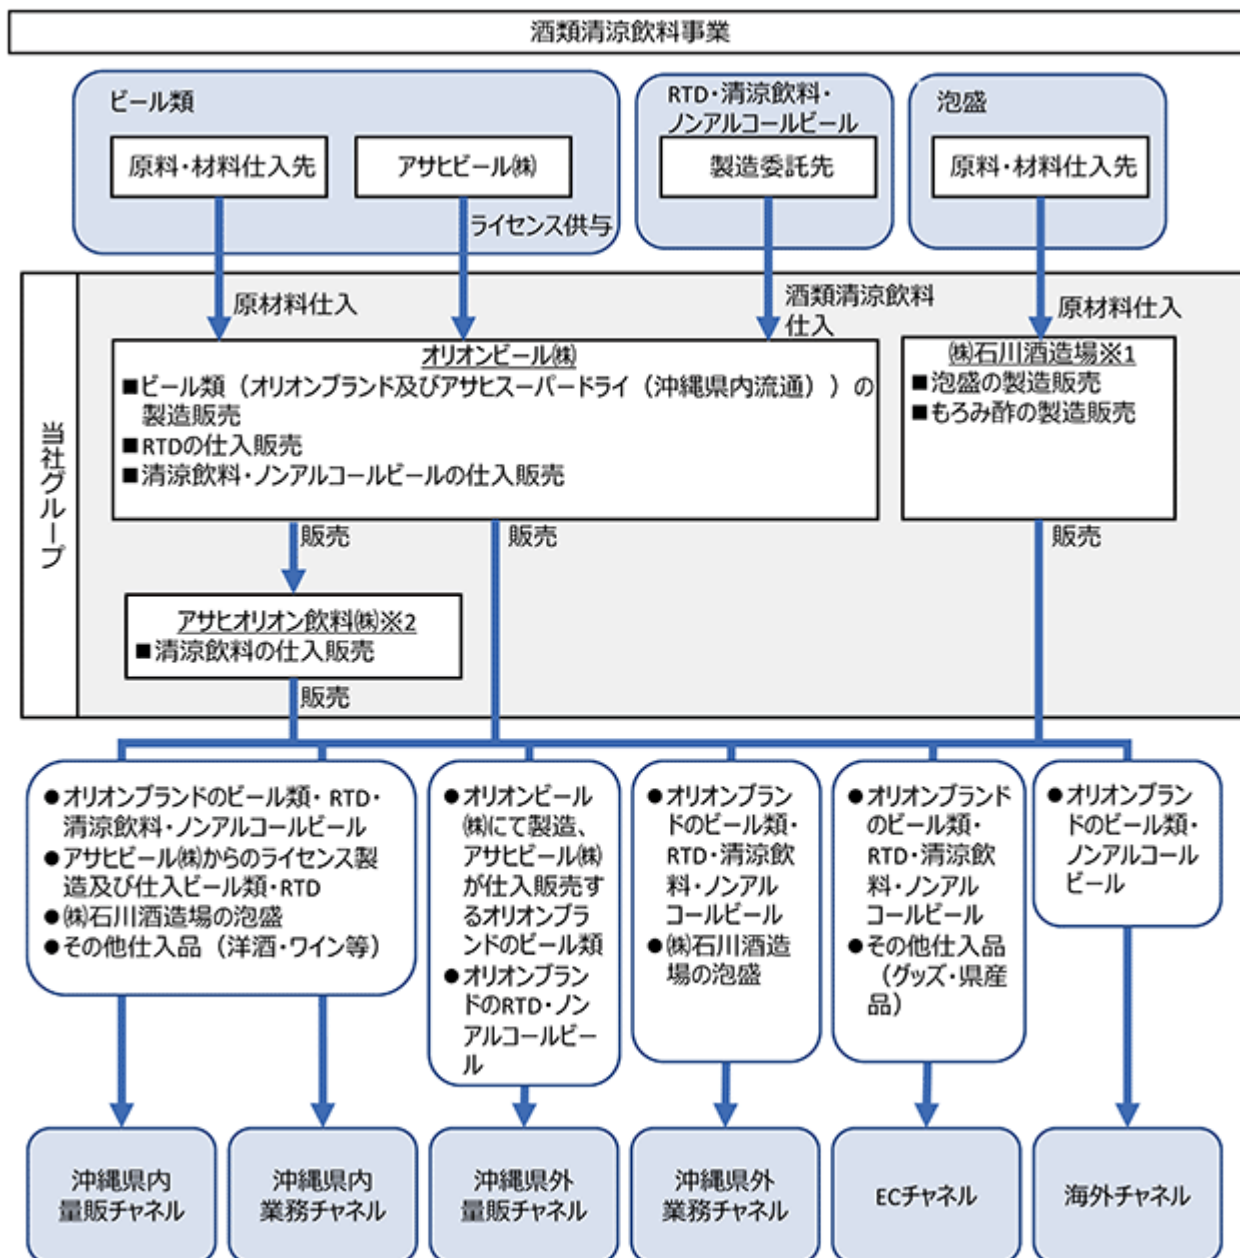 酒類清涼飲料事業
ビール類
原料・材料仕入先
アサヒビール㈱
ライセンス供与
RTD・清涼飲料・
ノンアルコールビール
製造委託先
泡盛
原料・材料仕入先
当社グループ
原材料仕入
酒類清涼飲料
仕入
原材料仕入
オリオンビール㈱
■ビール類（オリオンブランド及びアサヒスーパードライ（沖縄県内流通））の
製造販売
■RTDの仕入販売
■清涼飲料・ノンアルコールビールの仕入販売
㈱石川酒造場※1
■泡盛の製造販売
■もろみ酢の製造販売
販売
販売
販売
アサヒオリオン飲料㈱※2
■清涼飲料の仕入販売
販売
●オリオンブランドのビール類・RTD・
清涼飲料・ノンアルコールビール
●アサヒビール㈱からのライセンス製
造及び仕入ビール類・RTD
●㈱石川酒造場の泡盛
●その他仕入品（洋酒・ワイン等）
●オリオンビール
㈱にて製造、
アサヒビール㈱
が仕入販売す
るオリオンブラ
ンドのビール類
●オリオンブラン
ドのRTD・ノン
アルコールビー
ル
●オリオンブラン
ドのビール類・
RTD・清涼飲
料・ノンアル
コールビール
●㈱石川酒造
場の泡盛
●オリオンブランド
のビール類・
RTD・清涼飲
料・ノンアル
コールビール
●その他仕入品
（グッズ・県産
品）
●オリオンブラン
ドのビール類・
ノンアルコール
ビール
沖縄県内
量販チャネル
沖縄県内
業務チャネル
沖縄県外
量販チャネル
沖縄県外
業務チャネル
ECチャネル
海外チャネル